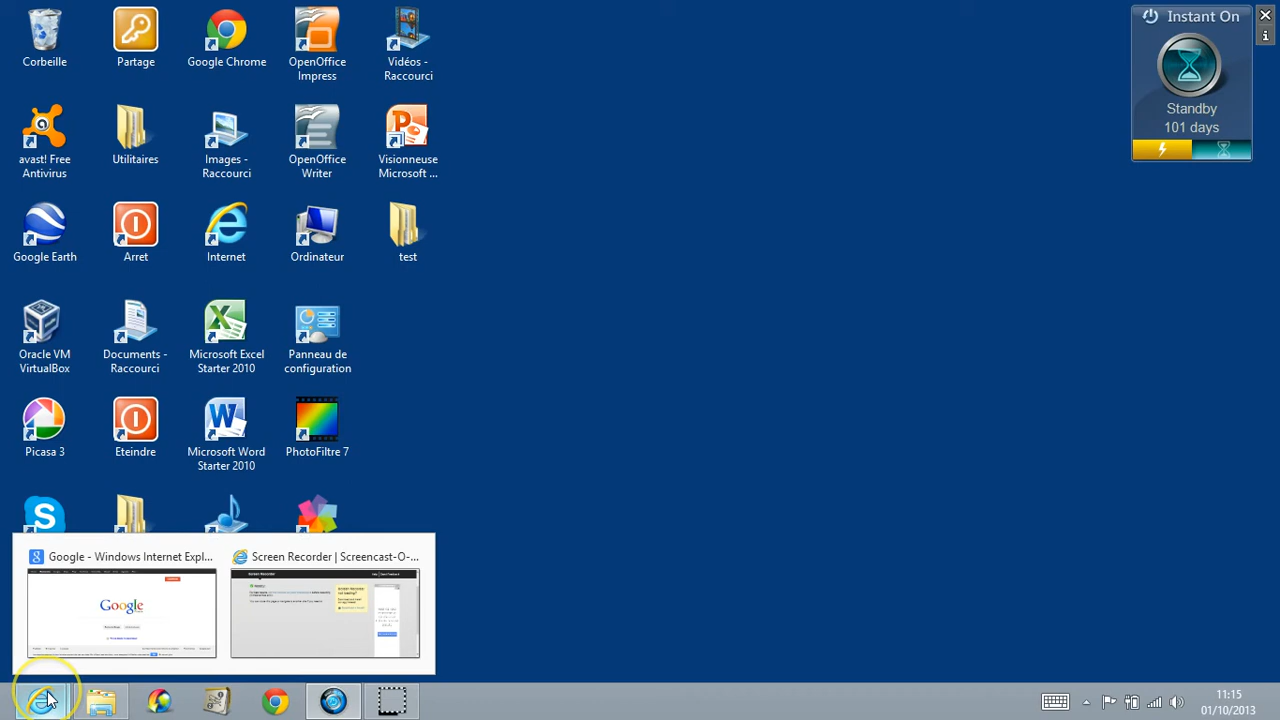 Corbeille
Partage
Google Chrome
OpenOffice
Impress
Vidéos -
Raccourci
avast! Free
Antivirus
Utilitaires
Images -
Raccourci
OpenOffice
Writer
Visionneuse
Microsoft ...
Google Earth
Arret
Internet
Ordinateur
test
Oracle VM
VirtualBox
Documents -
Raccourci
Microsoft Excel
Starter 2010
Panneau de
configuration
Picasa 3
Eteindre
Microsoft Word
Starter 2010
PhotoFiltre 7
Instant On
Standby
101 days
Google - Windows Internet Expl...
Screen Recorder | Screencast-O-...
Google
Screen Recorder
11:15
01/10/2013